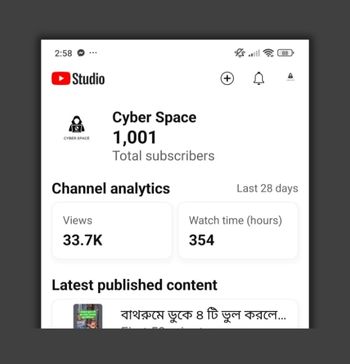 2:58
Studio
Cyber Space
CYBER SPACE
1,001
Total subscribers
Channel analytics
Last 28 days
Views
Watch time (hours)
33.7K
354
Latest published content
বাথরুমে ডুকে ৪ টি ভুল করলে...